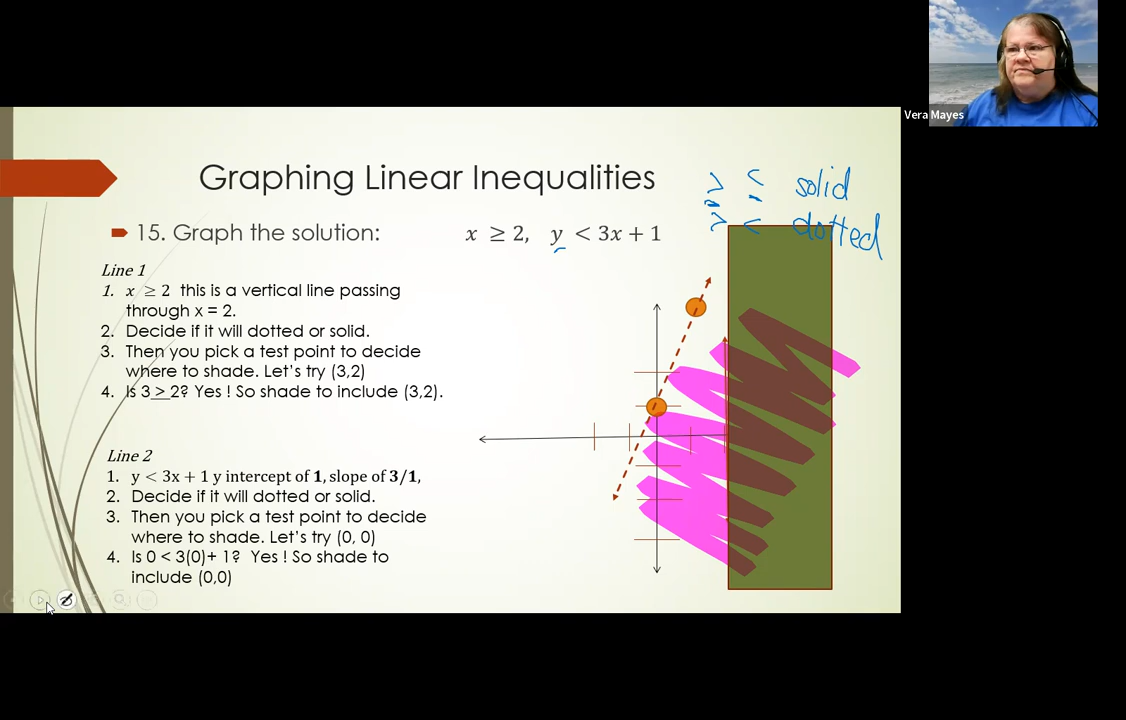 Vera Mayes
Graphing Linear Inequalities
≥ ≤ solid
> < dotted
15. Graph the solution: x ≥ 2, y < 3x + 1
Line 1
1. x ≥ 2 this is a vertical line passing
through x = 2.
2. Decide if it will dotted or solid.
3. Then you pick a test point to decide
where to shade. Let's try (3,2)
4. Is 3 > 2? Yes ! So shade to include (3,2).
Line 2
1. y < 3x + 1 y intercept of 1, slope of 3/1,
2. Decide if it will dotted or solid.
3. Then you pick a test point to decide
where to shade. Let's try (0, 0)
4. Is 0 < 3(0)+ 1? Yes ! So shade to
include (0,0)